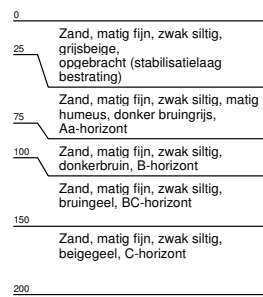 0
Zand, matig fijn, zwak siltig,
grijsbeige,
25
opgebracht (stabilisatielaag
bestrating)
Zand, matig fijn, zwak siltig, matig
humeus, donker bruingrijs,
75
Aa-horizont
Zand, matig fijn, zwak siltig,
100
donkerbruin, B-horizont
Zand, matig fijn, zwak siltig,
bruingeel, BC-horizont
150
Zand, matig fijn, zwak siltig,
beigegeel, C-horizont
200